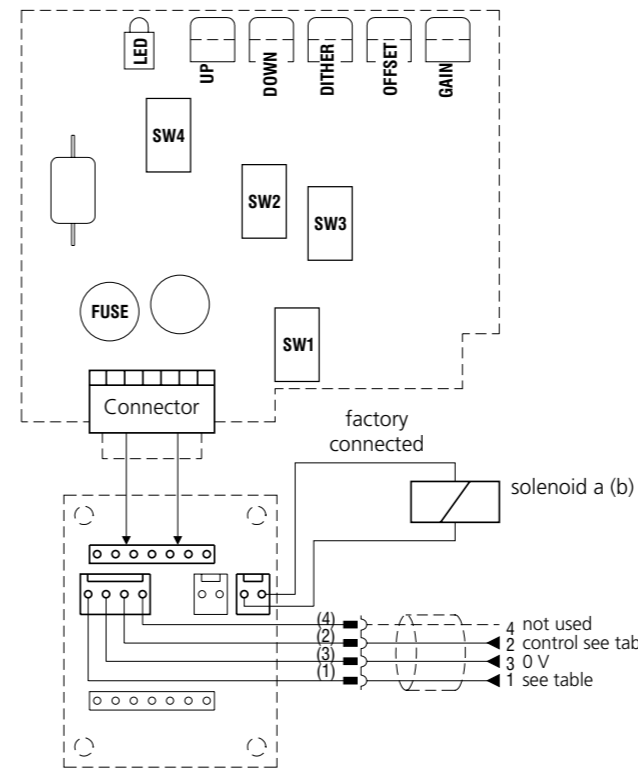 LED
UP
DOWN
DITHER
OFFSET
GAIN
SW4
SW2
SW3
FUSE
SW1
Connector
factory
connected
solenoid a (b)
(4)
4 not used
(2)
2 control see tab
(3)
3 0 V
(1)
1 see table